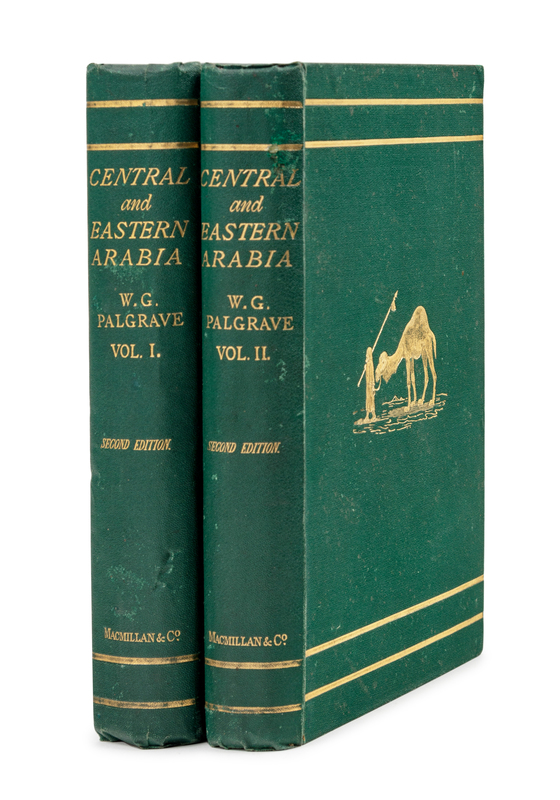 CENTRAL
and
EASTERN
ARABIA
W. G.
PALGRAVE
VOL. I.
SECOND EDITION.
MACMILLAN & Cº
CENTRAL
and
EASTERN
ARABIA
W. G.
PALGRAVE
VOL. II.
SECOND EDITION.
MACMILLAN & Cº